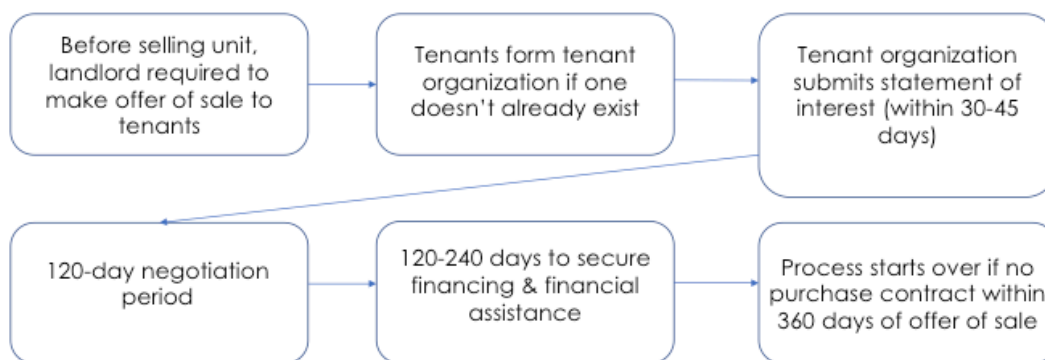 Before selling unit,
landlord required to
make offer of sale to
tenants
Tenants form tenant
organization if one
doesn't already exist
Tenant organization
submits statement of
interest (within 30-45
days)
120-day negotiation
period
120-240 days to secure
financing & financial
assistance
Process starts over if no
purchase contract within
360 days of offer of sale